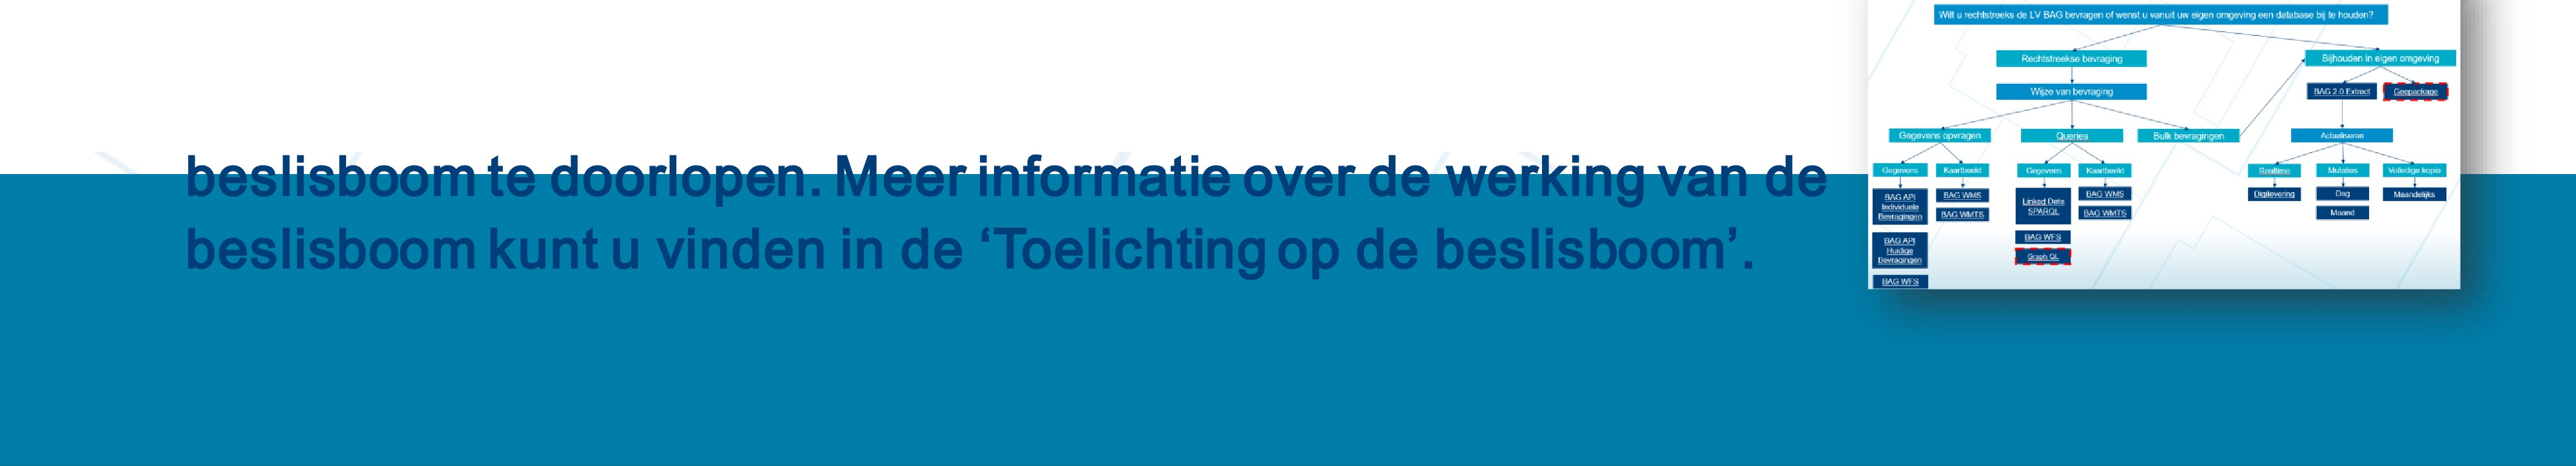 beslisboom te doorlopen. Meer informatie over de werking van de
beslisboom kunt u vinden in de ‘Toelichting op de beslisboom’.
Wilt u rechtstreeks de LV BAG bevragen of wenst u vanuit uw eigen omgeving een database bij te houden?
Rechtstreekse bevraging
Bijhouden in eigen omgeving
Wijze van bevraging
BAG 2.0 Extract
Geopackage
Gegevens opvragen
Queries
Bulk bevragingen
Actualiseren
Gegevens
Kaartbeeld
Gegevens
Kaartbeeld
Realtime
Mutaties
Volledige kopie
BAG API
Individuele
Bevragingen
BAG WMS
BAG WMTS
Linked Data
SPARQL
BAG WMS
BAG WMTS
Digilevering
Dag
Maandelijks
Maand
BAG API
Huidige
Bevragingen
BAG WFS
Graph QL
BAG WFS